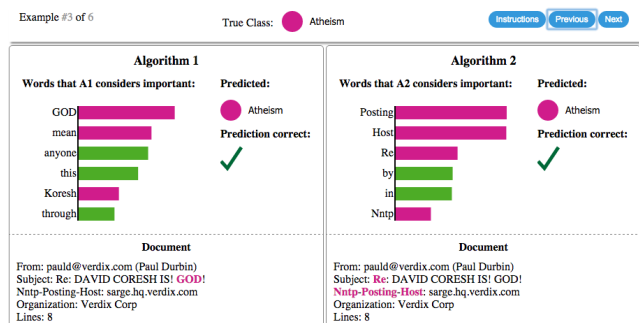 Example #3 of 6
True Class: Atheism
Instructions Previous Next
Algorithm 1
Words that A1 considers important: Predicted:
GOD
mean
anyone
this
Koresh
through
Atheism
Prediction correct:
Document
From: pauld@verdix.com (Paul Durbin)
Subject: Re: DAVID CORESH IS! GOD!
Nntp-Posting-Host: sarge.hq.verdix.com
Organization: Verdix Corp
Lines: 8
Algorithm 2
Words that A2 considers important: Predicted:
Posting
Host
Re
by
in
Nntp
Atheism
Prediction correct:
Document
From: pauld@verdix.com (Paul Durbin)
Subject: Re: DAVID CORESH IS! GOD!
Nntp-Posting-Host: sarge.hq.verdix.com
Organization: Verdix Corp
Lines: 8